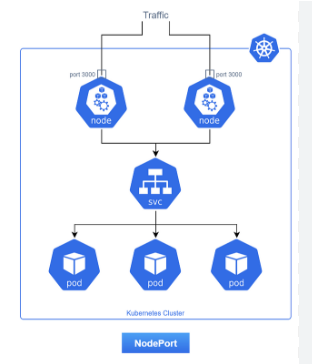 Traffic
port 3000
port 3000
node
node
svc
pod
pod
pod
Kubernetes Cluster
NodePort